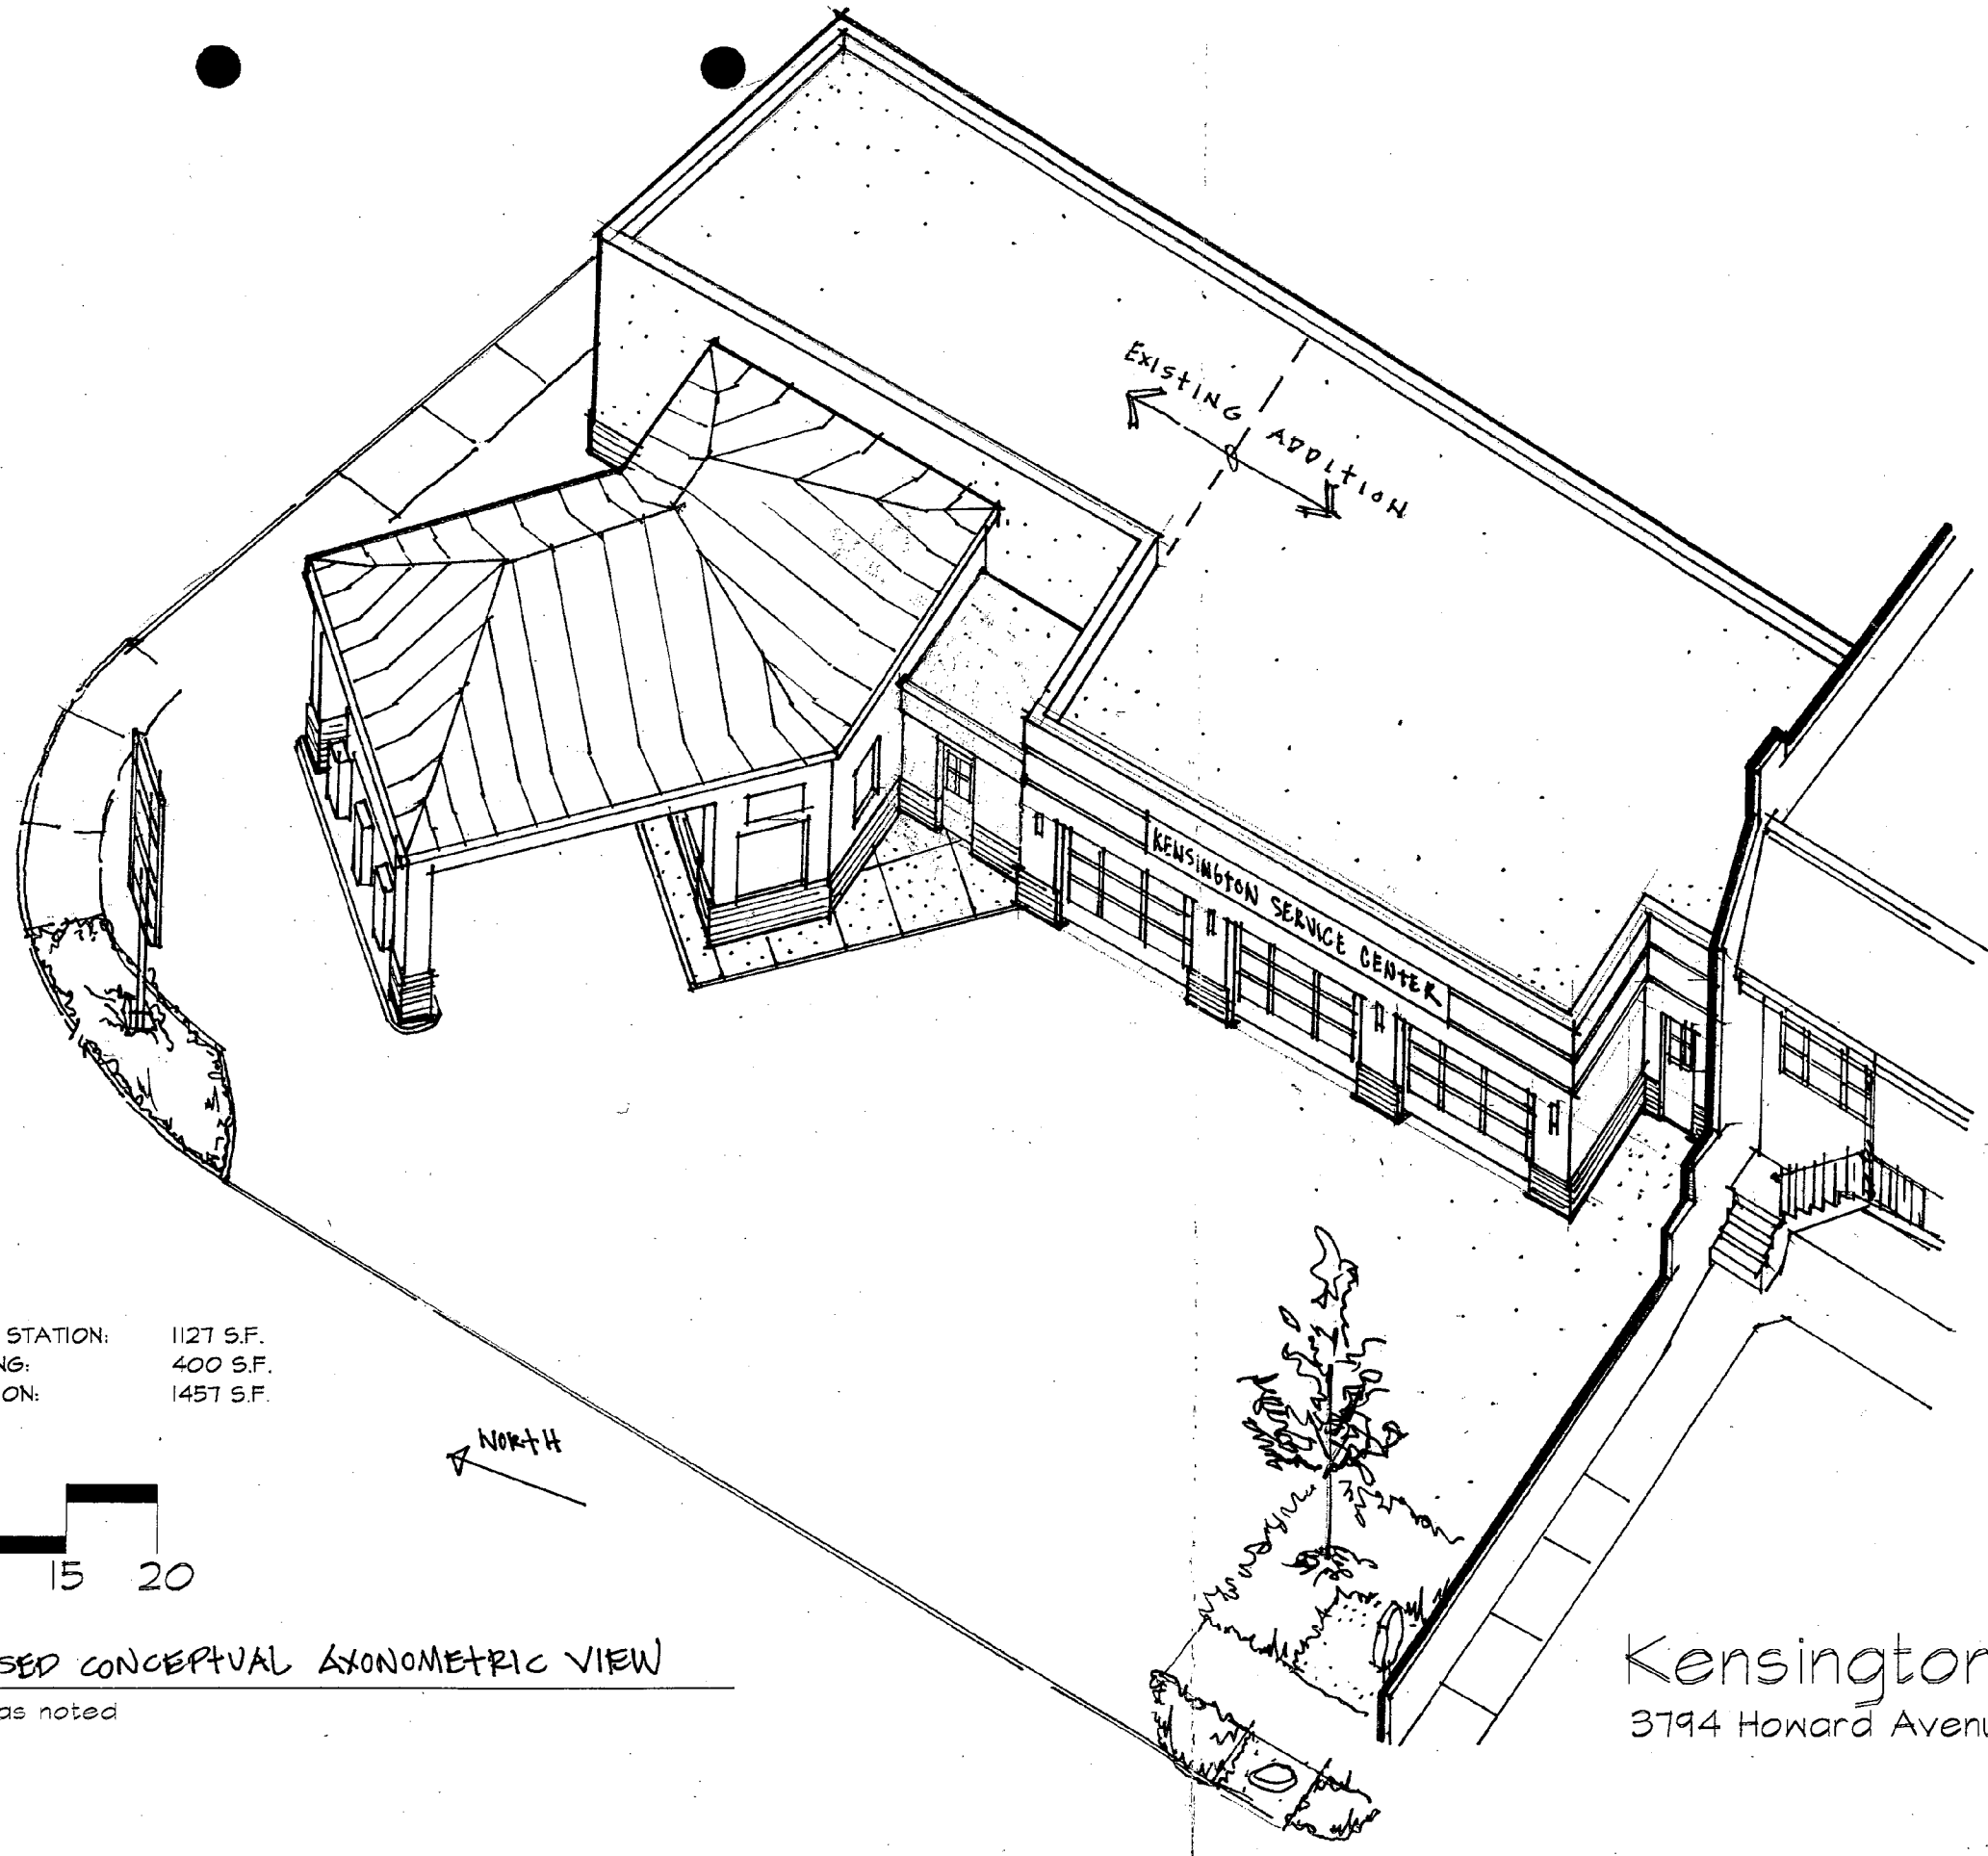 EXISTING ADDITION
KENSINGTON SERVICE CENTER
STATION: 1127 S.F.
NG: 400 S.F.
ON: 1457 S.F.
NORTH
15 20
SED CONCEPTUAL AXONOMETRIC VIEW
as noted
Kensington
3794 Howard Avenu